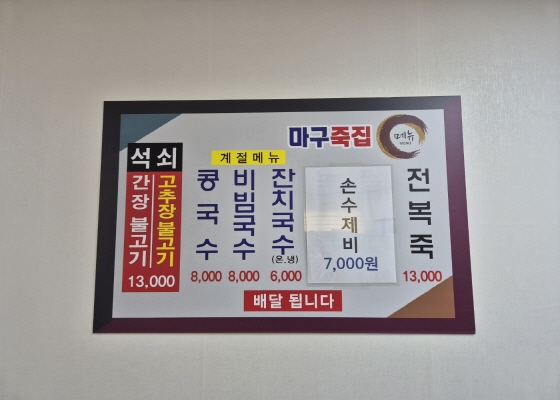 마구죽집
메뉴
MENU
석쇠
간장 불고기
고추장 불고기
13,000
계절메뉴
콩국수
8,000
비빔국수
8,000
잔치국수
(온.냉)
6,000
손수제비
7,000원
전복죽
13,000
배달 됩니다